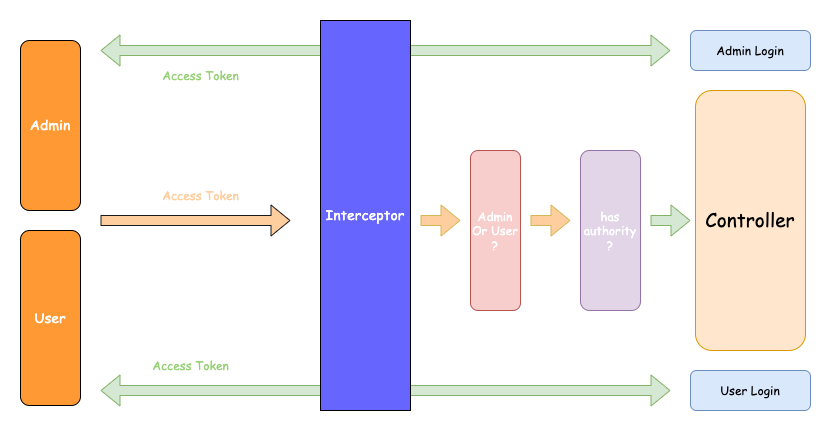 Admin Login
Access Token
Admin
Access Token
Interceptor
Admin
Or User
?
has
authority
?
Controller
User
Access Token
User Login